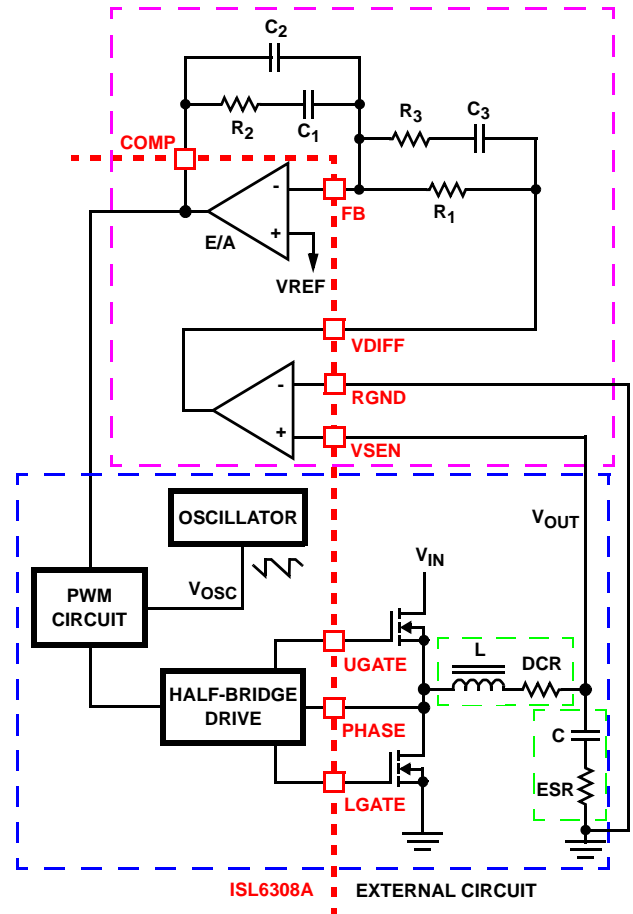 C2
R2
C1
R3
C3
COMP
-
+
E/A
FB
R1
VREF
VDIFF
-
RGND
+
VSEN
OSCILLATOR
VOUT
VIN
PWM
CIRCUIT
VOSC
UGATE
L
DCR
HALF-BRIDGE
DRIVE
PHASE
C
LGATE
ESR
ISL6308A
EXTERNAL CIRCUIT